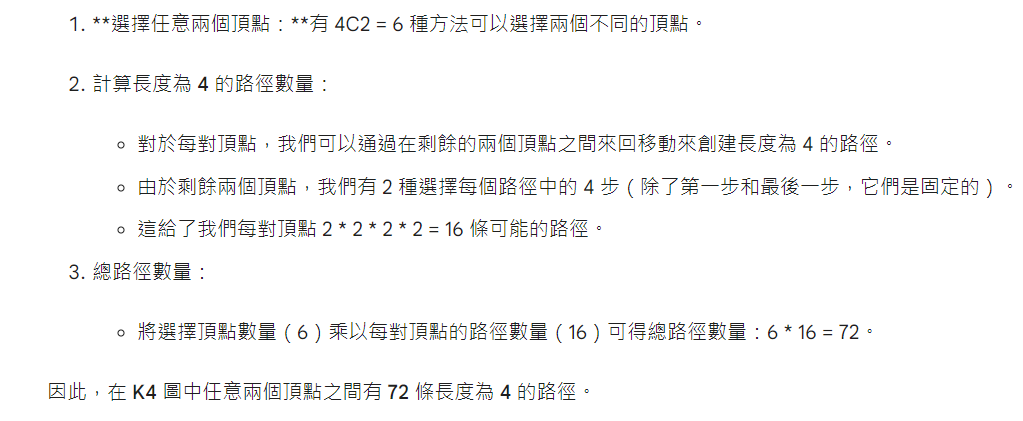 1. **選擇任意兩個頂點：**有 4C2 = 6 種方法可以選擇兩個不同的頂點。
2. 計算長度為 4 的路徑數量：
○ 對於每對頂點，我們可以通過在剩餘的兩個頂點之間來回移動來創建長度為 4 的路徑。
○ 由於剩餘兩個頂點，我們有 2 種選擇每個路徑中的 4 步（除了第一步和最後一步，它們是固定的）。
○ 這給了我們每對頂點 2 * 2 * 2 * 2 = 16 條可能的路徑。
3. 總路徑數量：
○ 將選擇頂點數量（6）乘以每對頂點的路徑數量（16）可得總路徑數量：6 * 16 = 72。
因此，在 K4 圖中任意兩個頂點之間有 72 條長度為 4 的路徑。